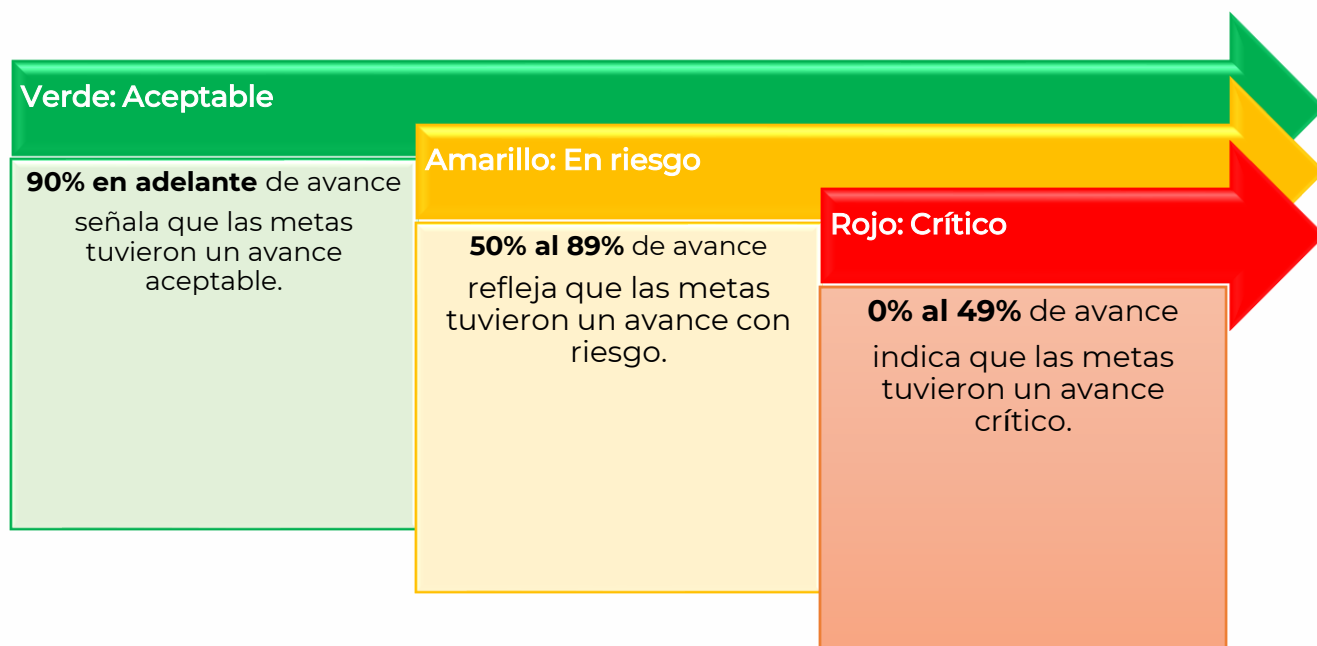 Verde: Aceptable
90% en adelante de avance
señala que las metas
tuvieron un avance
aceptable.
Amarillo: En riesgo
50% al 89% de avance
refleja que las metas
tuvieron un avance con
riesgo.
Rojo: Crítico
0% al 49% de avance
indica que las metas
tuvieron un avance
crítico.